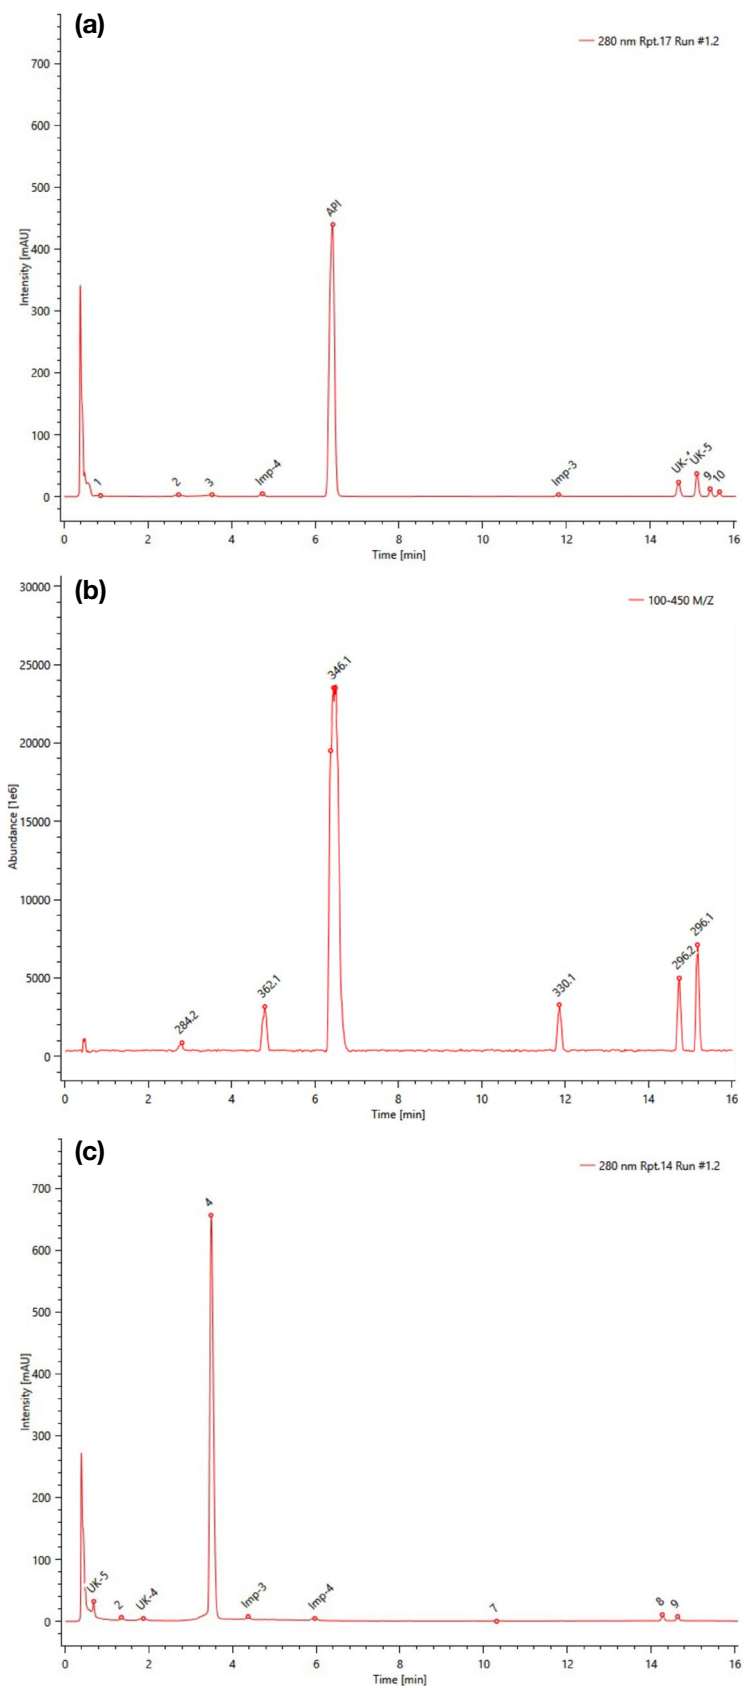 (a)
280 nm Rpt.17 Run #1.2
700
600
500
400
300
200
100
0
Intensity [mAU]
1
2
3
Imp-4
API
Imp-3
UK-4
UK-5
9
10
0 2 4 6 8 10 12 14 16
Time [min]
(b)
100-450 M/Z
30000
25000
20000
15000
10000
5000
0
Abundance [1e6]
284.2
362.1
346.1
330.1
296.2
296.1
0 2 4 6 8 10 12 14 16
Time [min]
(c)
280 nm Rpt.14 Run #1.2
700
600
500
400
300
200
100
0
Intensity [mAU]
UK-5
2
UK-4
4
Imp-3
Imp-4
7
8
9
0 2 4 6 8 10 12 14 16
Time [min]